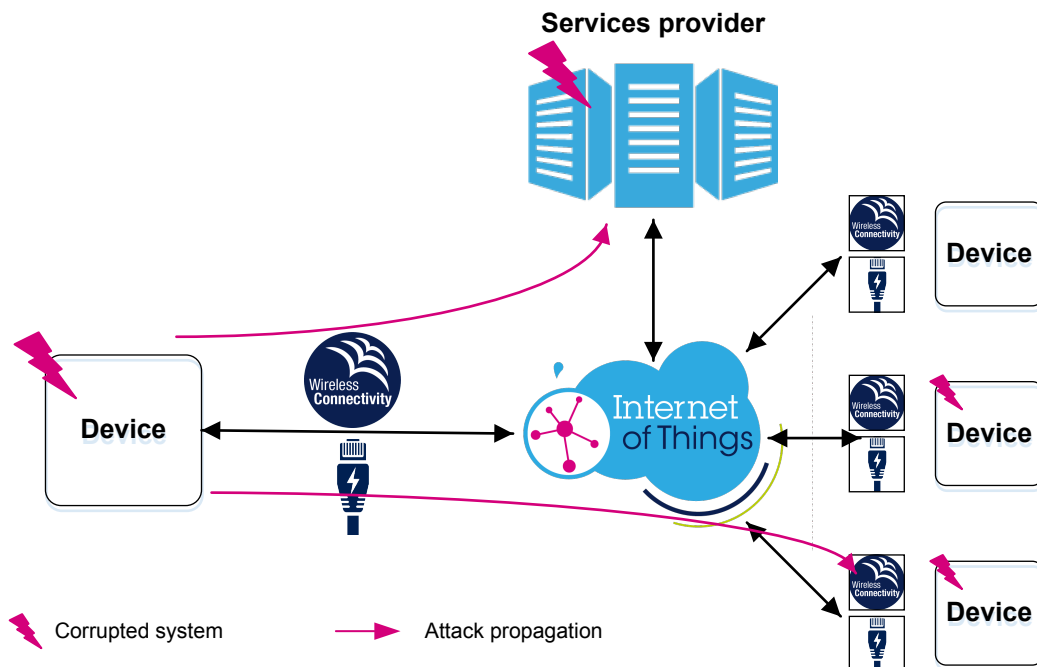 Services provider
Wireless
Connectivity
Device
Wireless
Connectivity
Device
Internet
of Things
Wireless
Connectivity
Device
Wireless
Connectivity
Device
Corrupted system
Attack propagation